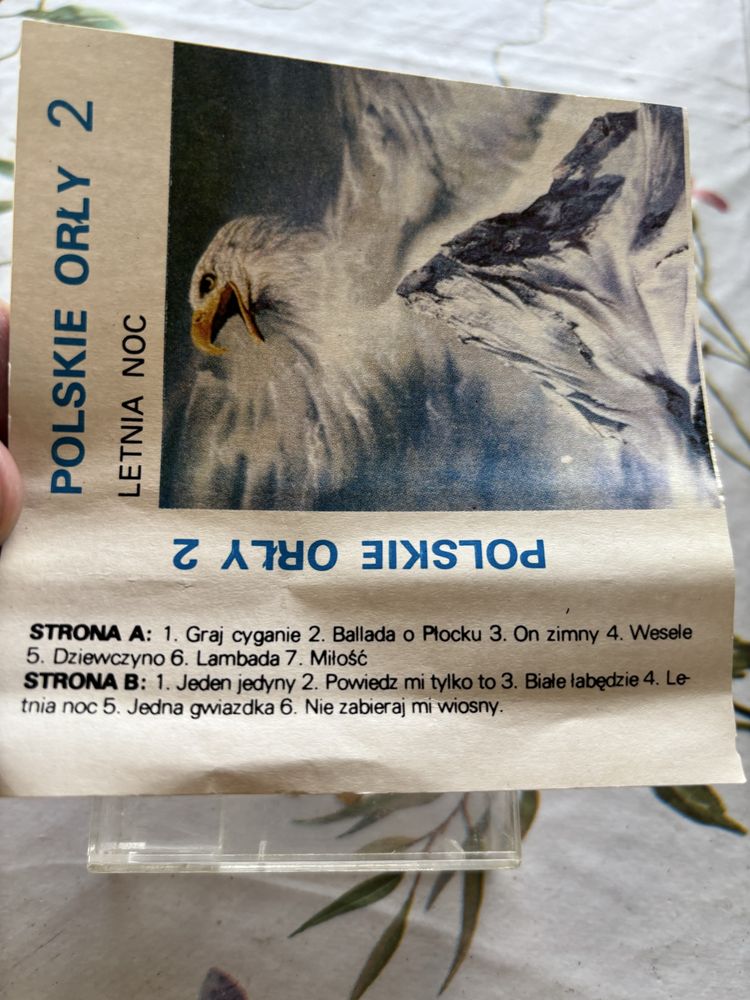 POLSKIE ORŁY 2
LETNIA NOC
POLSKIE ORŁY 2
STRONA A: 1. Graj cyganie 2. Ballada o Płocku 3. On zimny 4. Wesele
5. Dziewczyno 6. Lambada 7. Miłość
STRONA B: 1. Jeden jedyny 2. Powiedz mi tylko to 3. Białe łabędzie 4. Le-
tnia noc 5. Jedna gwiazdka 6. Nie zabieraj mi wiosny.